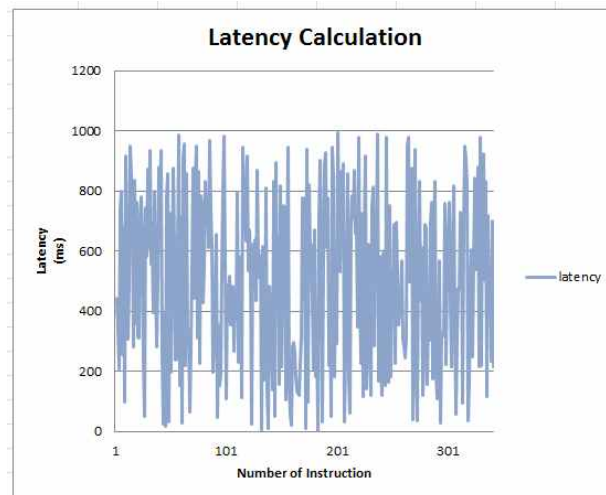 Latency Calculation
1200
1000
800
600
400
200
0
Latency
(ms)
1
101
201
301
Number of Instruction
latency